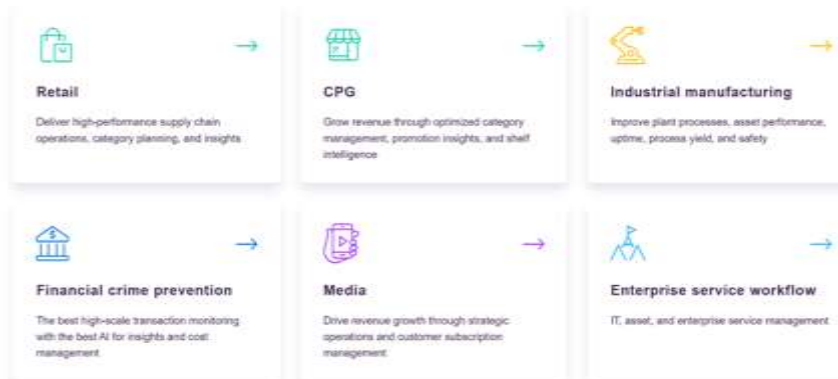 Retail
Deliver high-performance supply chain
operations, category planning, and insights
CPG
Grow revenue through optimized category
management, promotion insights, and shelf
intelligence
Industrial manufacturing
Improve plant processes, asset performance,
uptime, process yield, and safety
Financial crime prevention
The best high-scale transaction monitoring
with the best AI for insights and cost
management
Media
Drive revenue growth through strategic
operations and customer subscription
management
Enterprise service workflow
IT, asset, and enterprise service management